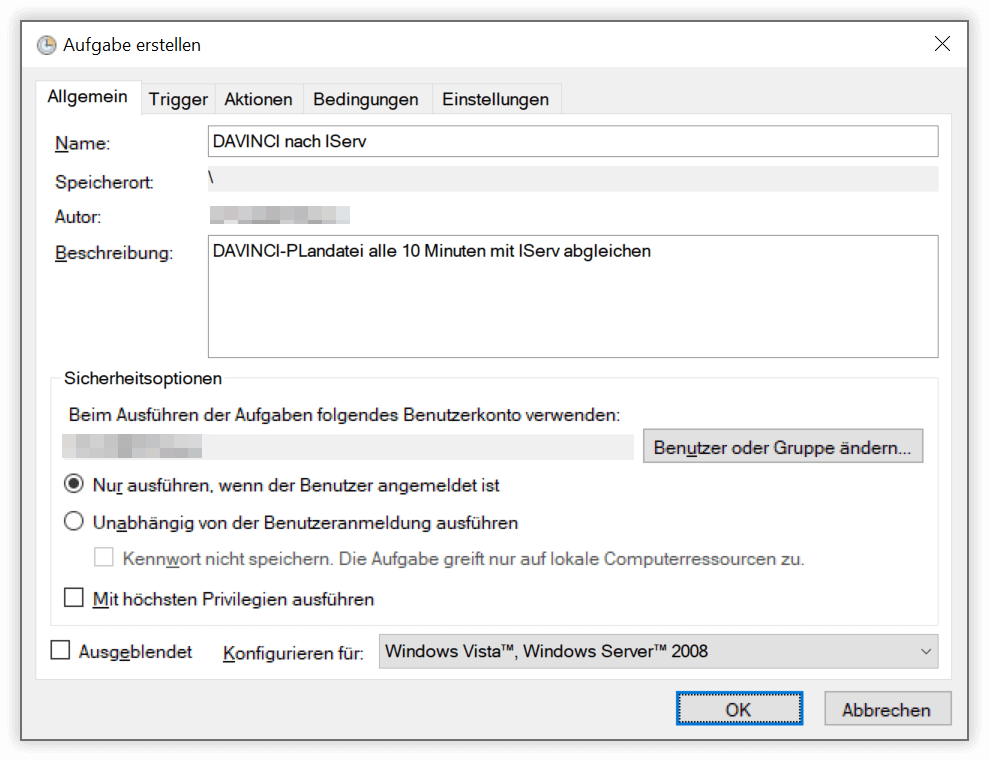 Aufgabe erstellen
Allgemein Trigger Aktionen Bedingungen Einstellungen
Name: DAVINCI nach IServ
Speicherort: \
Autor:
Beschreibung: DAVINCI-PLandatei alle 10 Minuten mit IServ abgleichen
Sicherheitsoptionen
Beim Ausführen der Aufgaben folgendes Benutzerkonto verwenden:
Benutzer oder Gruppe ändern...
Nur ausführen, wenn der Benutzer angemeldet ist
Unabhängig von der Benutzeranmeldung ausführen
Kennwort nicht speichern. Die Aufgabe greift nur auf lokale Computerressourcen zu.
Mit höchsten Privilegien ausführen
Ausgeblendet Konfigurieren für: Windows Vista™, Windows Server™ 2008
OK Abbrechen